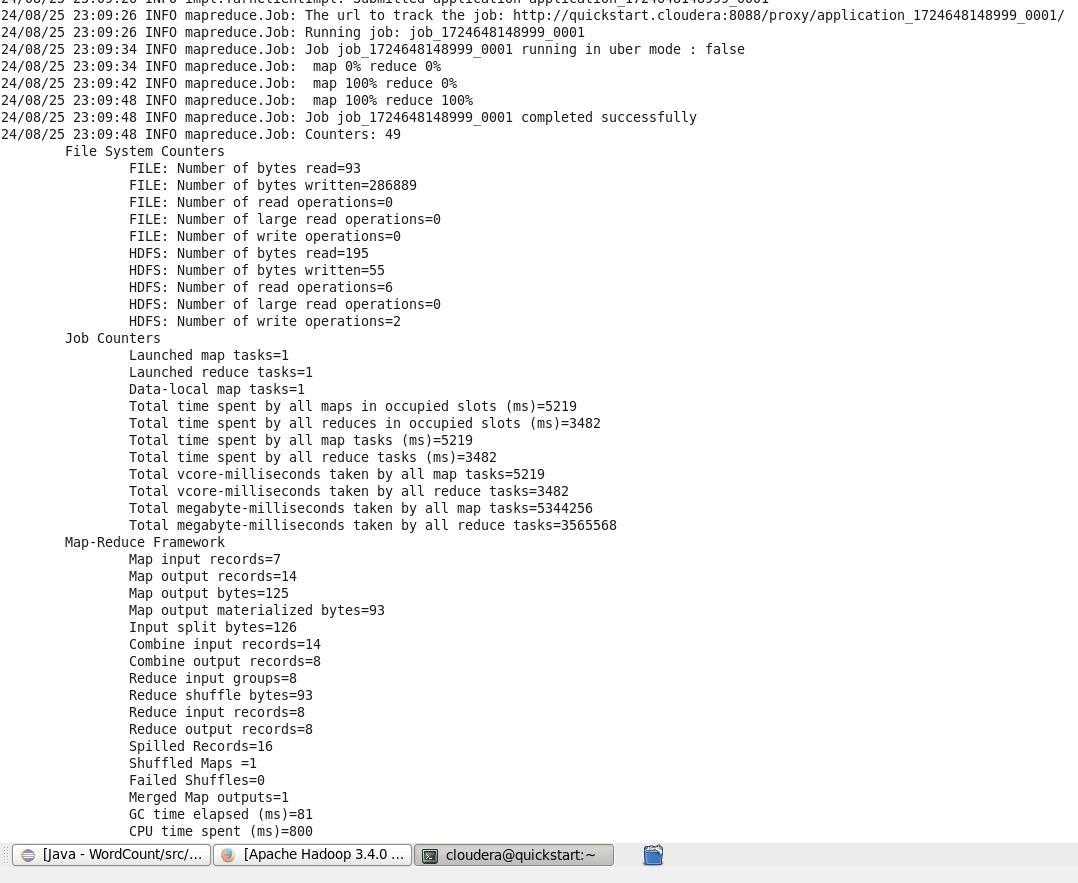 24/08/25 23:09:26 INFO impl.YarnClientImpl: Submitted application application_1724648148999_0001
24/08/25 23:09:26 INFO mapreduce.Job: The url to track the job: http://quickstart.cloudera:8088/proxy/application_1724648148999_0001/
24/08/25 23:09:26 INFO mapreduce.Job: Running job: job_1724648148999_0001
24/08/25 23:09:34 INFO mapreduce.Job: Job job_1724648148999_0001 running in uber mode : false
24/08/25 23:09:34 INFO mapreduce.Job:  map 0% reduce 0%
24/08/25 23:09:42 INFO mapreduce.Job:  map 100% reduce 0%
24/08/25 23:09:48 INFO mapreduce.Job:  map 100% reduce 100%
24/08/25 23:09:48 INFO mapreduce.Job: Job job_1724648148999_0001 completed successfully
24/08/25 23:09:48 INFO mapreduce.Job: Counters: 49
File System Counters
FILE: Number of bytes read=93
FILE: Number of bytes written=286889
FILE: Number of read operations=0
FILE: Number of large read operations=0
FILE: Number of write operations=0
HDFS: Number of bytes read=195
HDFS: Number of bytes written=55
HDFS: Number of read operations=6
HDFS: Number of large read operations=0
HDFS: Number of write operations=2
Job Counters
Launched map tasks=1
Launched reduce tasks=1
Data-local map tasks=1
Total time spent by all maps in occupied slots (ms)=5219
Total time spent by all reduces in occupied slots (ms)=3482
Total time spent by all map tasks (ms)=5219
Total time spent by all reduce tasks (ms)=3482
Total vcore-milliseconds taken by all map tasks=5219
Total vcore-milliseconds taken by all reduce tasks=3482
Total megabyte-milliseconds taken by all map tasks=5344256
Total megabyte-milliseconds taken by all reduce tasks=3565568
Map-Reduce Framework
Map input records=7
Map output records=14
Map output bytes=125
Map output materialized bytes=93
Input split bytes=126
Combine input records=14
Combine output records=8
Reduce input groups=8
Reduce shuffle bytes=93
Reduce input records=8
Reduce output records=8
Spilled Records=16
Shuffled Maps =1
Failed Shuffles=0
Merged Map outputs=1
GC time elapsed (ms)=81
CPU time spent (ms)=800
[Java - WordCount/src/... [Apache Hadoop 3.4.0 ... cloudera@quickstart:~